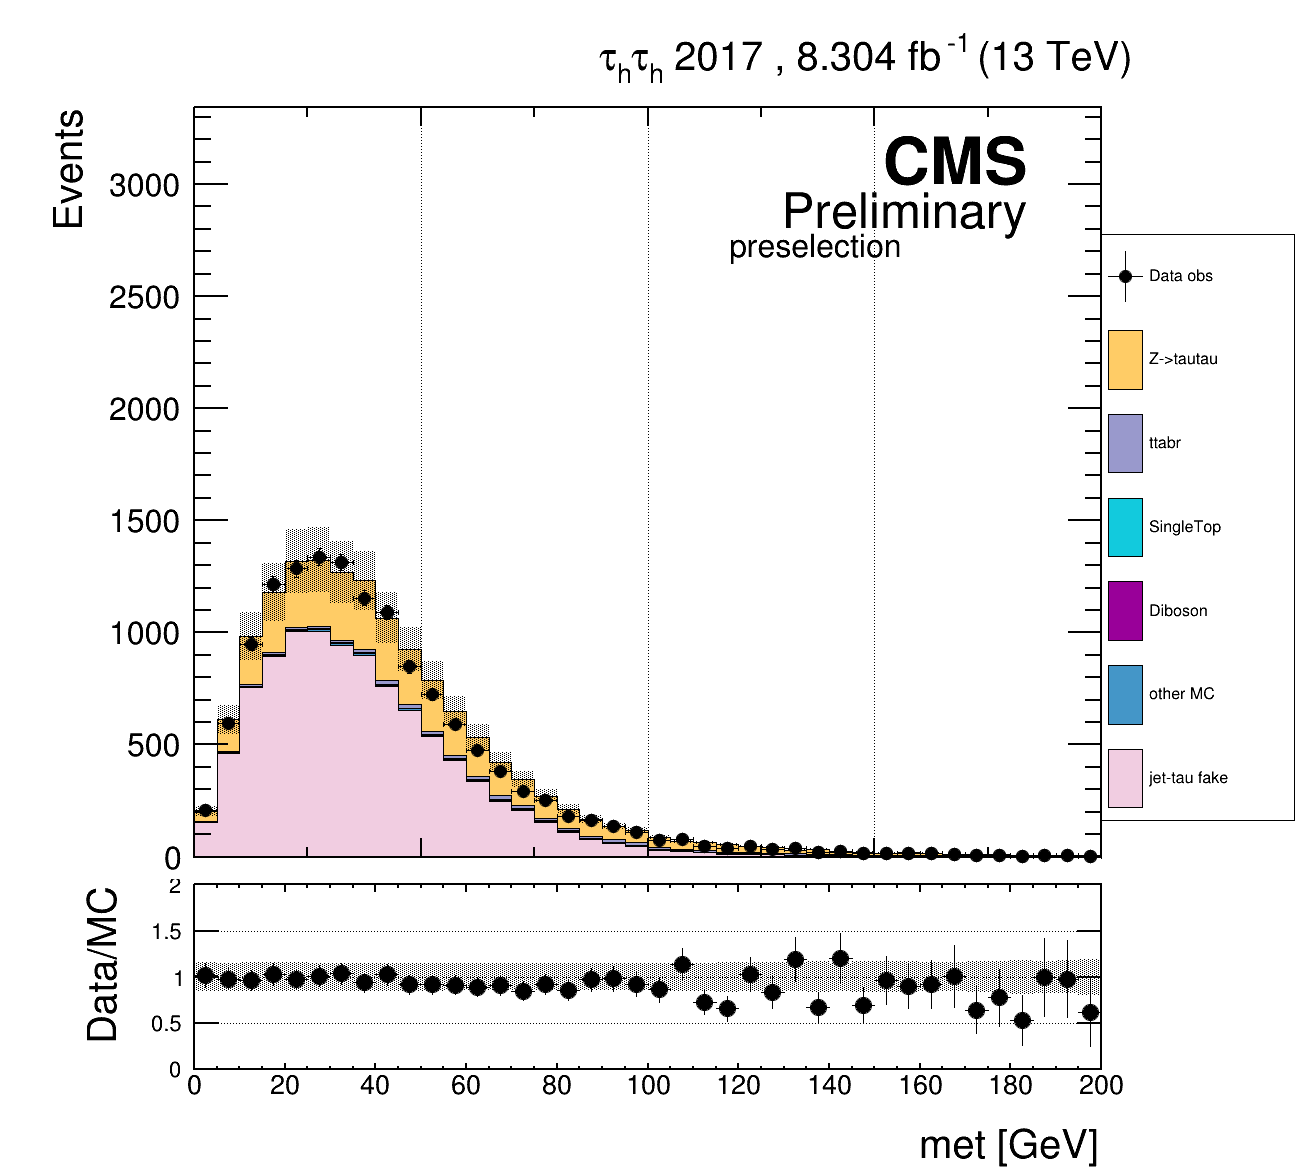 τhτh 2017 , 8.304 fb-1 (13 TeV)
Events
CMS
Preliminary
preselection
3000
2500
2000
1500
1000
500
0
Data obs
Z->tautau
ttabr
SingleTop
Diboson
other MC
jet-tau fake
Data/MC
2
1.5
1
0.5
0
0 20 40 60 80 100 120 140 160 180 200
met [GeV]